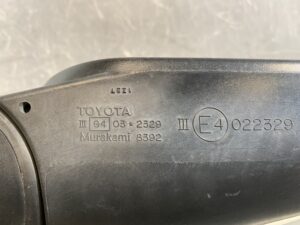 TOYOTA
III 94 03 - 2329
Murakami 8392
III E4 022329